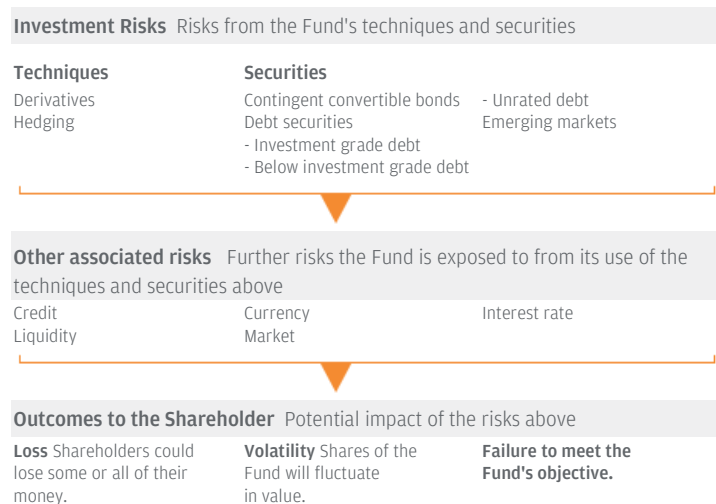 Investment Risks Risks from the Fund's techniques and securities
Techniques
Derivatives
Hedging
Securities
Contingent convertible bonds
Debt securities
- Investment grade debt
- Below investment grade debt
- Unrated debt
Emerging markets
Other associated risks Further risks the Fund is exposed to from its use of the
techniques and securities above
Credit
Liquidity
Currency
Market
Interest rate
Outcomes to the Shareholder Potential impact of the risks above
Loss Shareholders could
lose some or all of their
money.
Volatility Shares of the
Fund will fluctuate
in value.
Failure to meet the
Fund's objective.